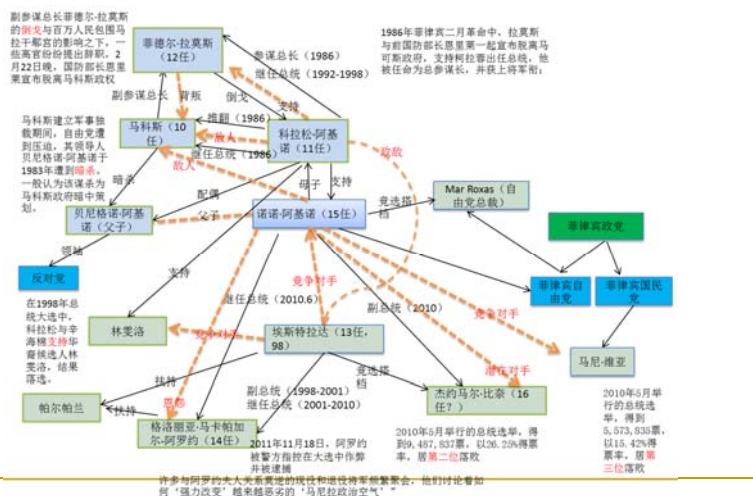 副参谋总长菲德尔-拉莫斯
的倒戈与百万人民包围马
拉干鄢宫的影响之下，一
些高官纷纷提出辞职，2
月22日晚，国防部长恩里
莱宣布脱离马科斯政权
菲德尔-拉莫斯
（12任）
参谋总长（1986）
继任总统（1992-1998）
1986年菲律宾二月革命中，拉莫斯
与前国防部长恩里莱一起宣布脱离马
可斯政府，支持柯拉蓉出任总统，他
被任命为总参谋长，并获上将军衔；
副参谋总长
背叛
倒戈
支持
马科斯建立军事独
裁期间，自由党遭
到压迫，其领导人
贝尼格诺-阿基诺于
1983年遭到暗杀，
一般认为该谋杀为
马科斯政府暗中策
划。
马科斯（10
任）
推翻（1986）
敌人
继任总统（1986）
科拉松-阿基
诺（11任）
敌人
暗杀
配偶
父子
母子
支持
竞选搭
档
Mar Roxas（自
由党总裁）
贝尼格诺·阿基
诺（父子）
诺诺-阿基诺（15任）
菲律宾政党
领袖
反对党
支持
竞争对手
菲律宾自
由党
菲律宾国民
党
在1998年总
统大选中，
科拉松与辛
海棉支持华
裔候选人林
雯洛，结果
落选。
继任总统（2010.6）
副总统（2010）
竞争对手
林雯洛
埃斯特拉达（13任，
98）
马尼-维亚
扶持
竞选搭
档
潜在对手
副总统（1998-2001）
继任总统（2001-2010）
帕尔帕兰
扶持
格洛丽亚·马卡帕加
尔-阿罗约（14任）
杰约马尔-比奈（16
任？）
2010年5月举
行的总统选
举，得到
5,573,835票，
以15.42%得
票率，居第
三位落败
2011年11月18日，阿罗约
被警方指控在大选中作弊
并被逮捕
2010年5月举行的总统选举，得
到9,487,837票，以26.25%得票
率，居第二位落败
许多与阿罗约夫人关系莫逆的现役和退役将军频繁聚会，他们讨论着如
何‘强力改变’越来越恶劣的‘马尼拉政治空气’”